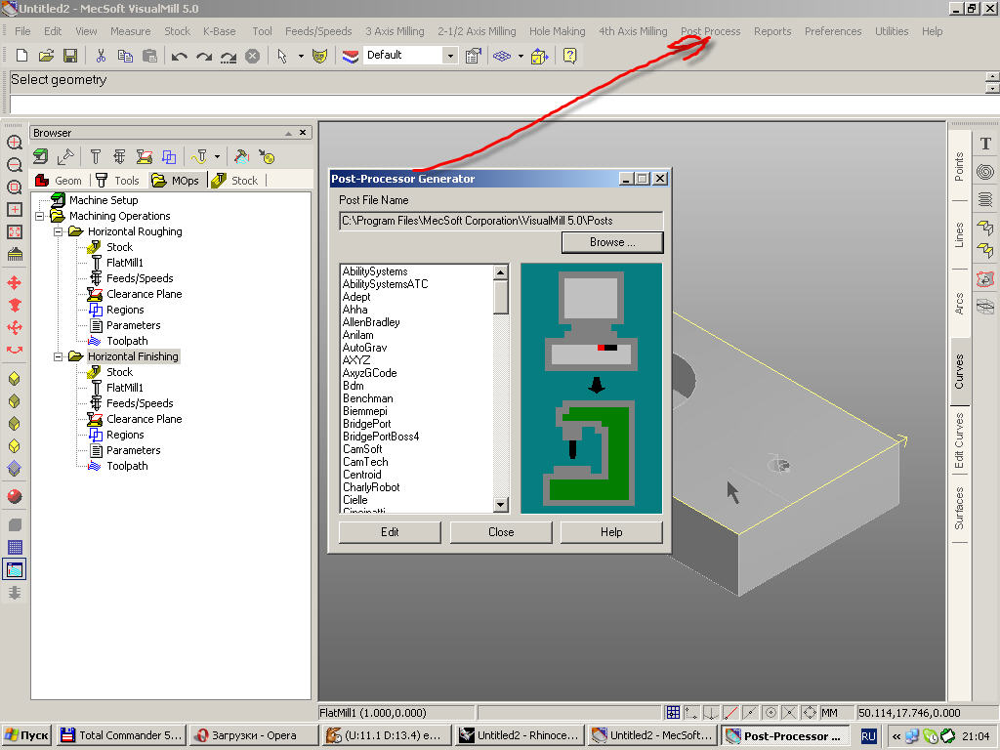 Untitled2 - MecSoft VisualMill 5.0
File Edit View Measure Stock K-Base Tool Feeds/Speeds 3 Axis Milling 2-1/2 Axis Milling Hole Making 4th Axis Milling Post Process Reports Preferences Utilities Help
Default
Select geometry
Browser
Geom Tools MOps Stock
Machine Setup
Machining Operations
Horizontal Roughing
Stock
FlatMill1
Feeds/Speeds
Clearance Plane
Regions
Parameters
Toolpath
Horizontal Finishing
Stock
FlatMill1
Feeds/Speeds
Clearance Plane
Regions
Parameters
Toolpath
Post-Processor Generator
Post File Name
C:\Program Files\MecSoft Corporation\VisualMill 5.0\Posts
Browse ...
AbilitySystems
AbilitySystemsATC
Adept
Ahha
AllenBradley
Anilam
AutoGrav
AXYZ
AxyzGCode
Bdm
Benchman
Biemmepi
BridgePort
BridgePortBoss4
CamSoft
CamTech
Centroid
CharlyRobot
Cielle
Cincinatti
Edit Close Help
Points
Lines
Arcs
Curves
Edit Curves
Surfaces
T
FlatMill1 (1.000,0.000)
MM
50.114,17.746,0.000
Пуск
Total Commander 5....
Загрузки - Opera
(U:11.1 D:13.4) e...
Untitled2 - Rhinoce...
Untitled2 - MecSoft...
Post-Processor ...
RU
«
21:04